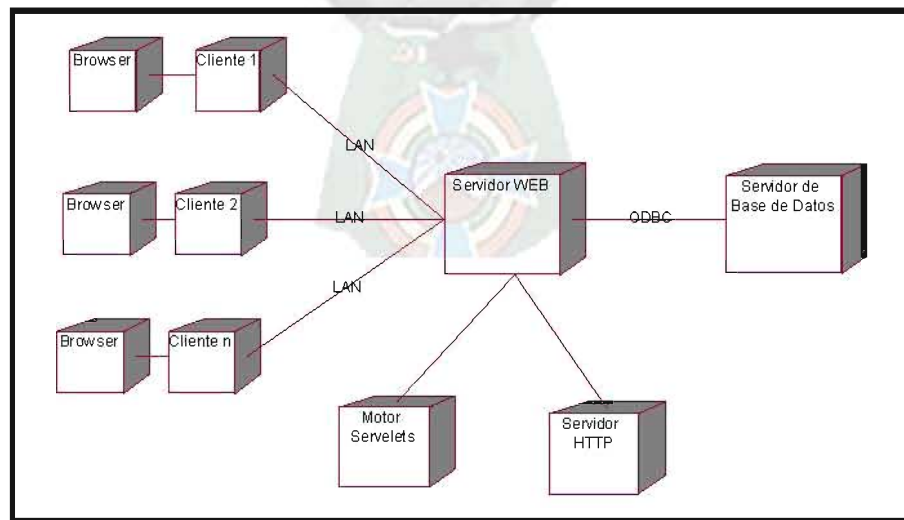 Browser
Cliente 1
LAN
Browser
Cliente 2
LAN
Servidor WEB
ODBC
Servidor de
Base de Datos
LAN
Browser
Cliente n
Motor
Servelets
Servidor
HTTP